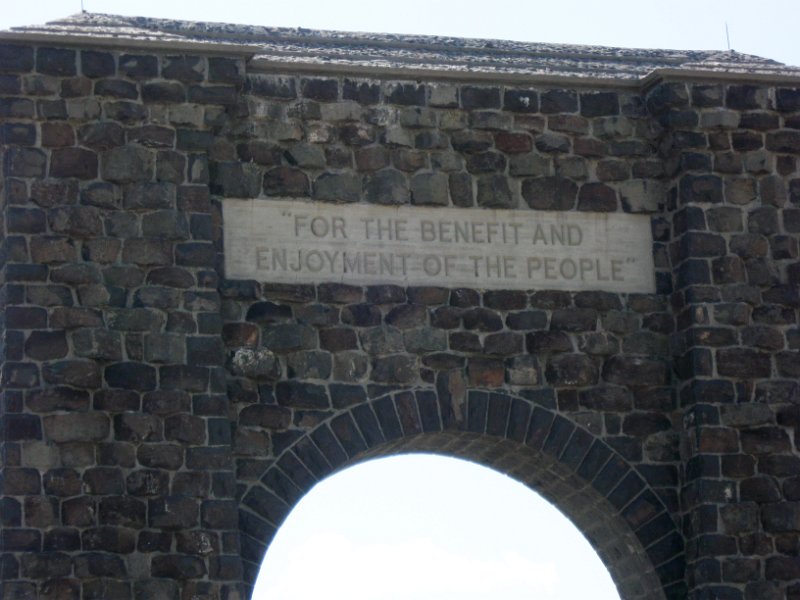 "FOR THE BENEFIT AND
ENJOYMENT OF THE PEOPLE"